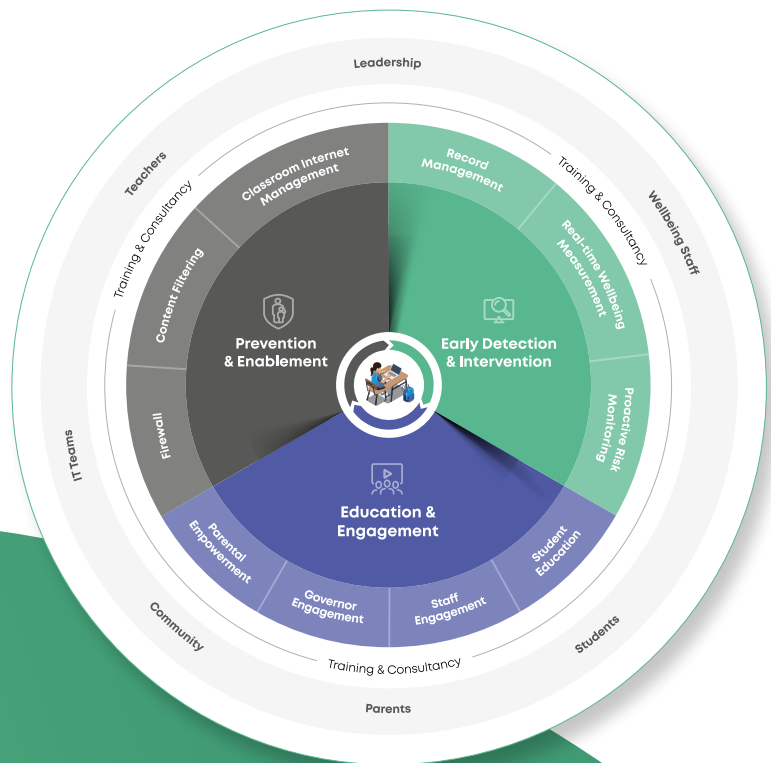 Leadership
Teachers
Wellbeing Staff
IT Teams
Community
Parents
Students
Training & Consultancy
Training & Consultancy
Training & Consultancy
Classroom Internet
Management
Content Filtering
Firewall
Record
Management
Real-time Wellbeing
Measurement
Proactive Risk
Monitoring
Prevention
& Enablement
Early Detection
& Intervention
Education &
Engagement
Parental
Empowerment
Governor
Engagement
Staff
Engagement
Student
Education